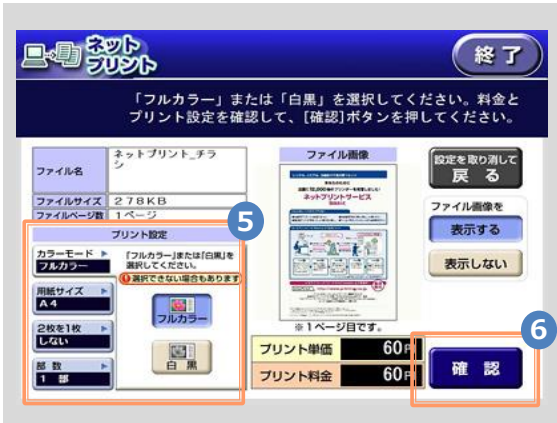 ネット
プリント
終了
「フルカラー」または「白黒」を選択してください。料金と
プリント設定を確認して、[確認]ボタンを押してください。
ファイル名
ネットプリント_チラ
シ
ファイルサイズ
278KB
ファイルページ数
1ページ
5
プリント設定
カラーモード
フルカラー
用紙サイズ
A4
2枚を1枚
しない
部数
1 部
「フルカラー」または「白黒」を
選択してください。
選択できない場合もあります
フルカラー
白黒
ファイル画像
ネットプリントサービス
※1ページ目です。
プリント単価
60円
プリント料金
60円
設定を取り消して
戻る
ファイル画像を
表示する
表示しない
6
確認